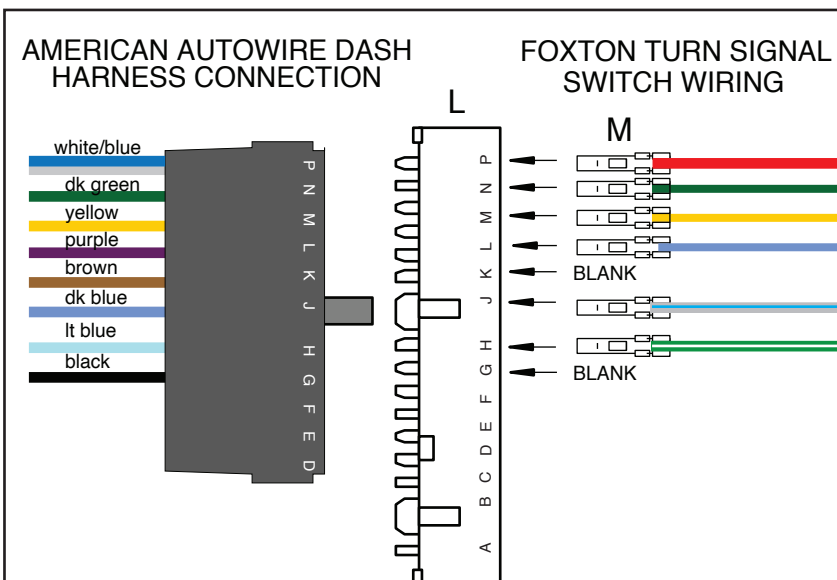 AMERICAN AUTOWIRE DASH
HARNESS CONNECTION
FOXTON TURN SIGNAL
SWITCH WIRING
L
M
white/blue
dk green
yellow
purple
brown
dk blue
lt blue
black
P
N
M
L
K
J
H
G
F
E
D
P
N
M
L
K
J
H
G
F
E
D
C
B
A
BLANK
BLANK